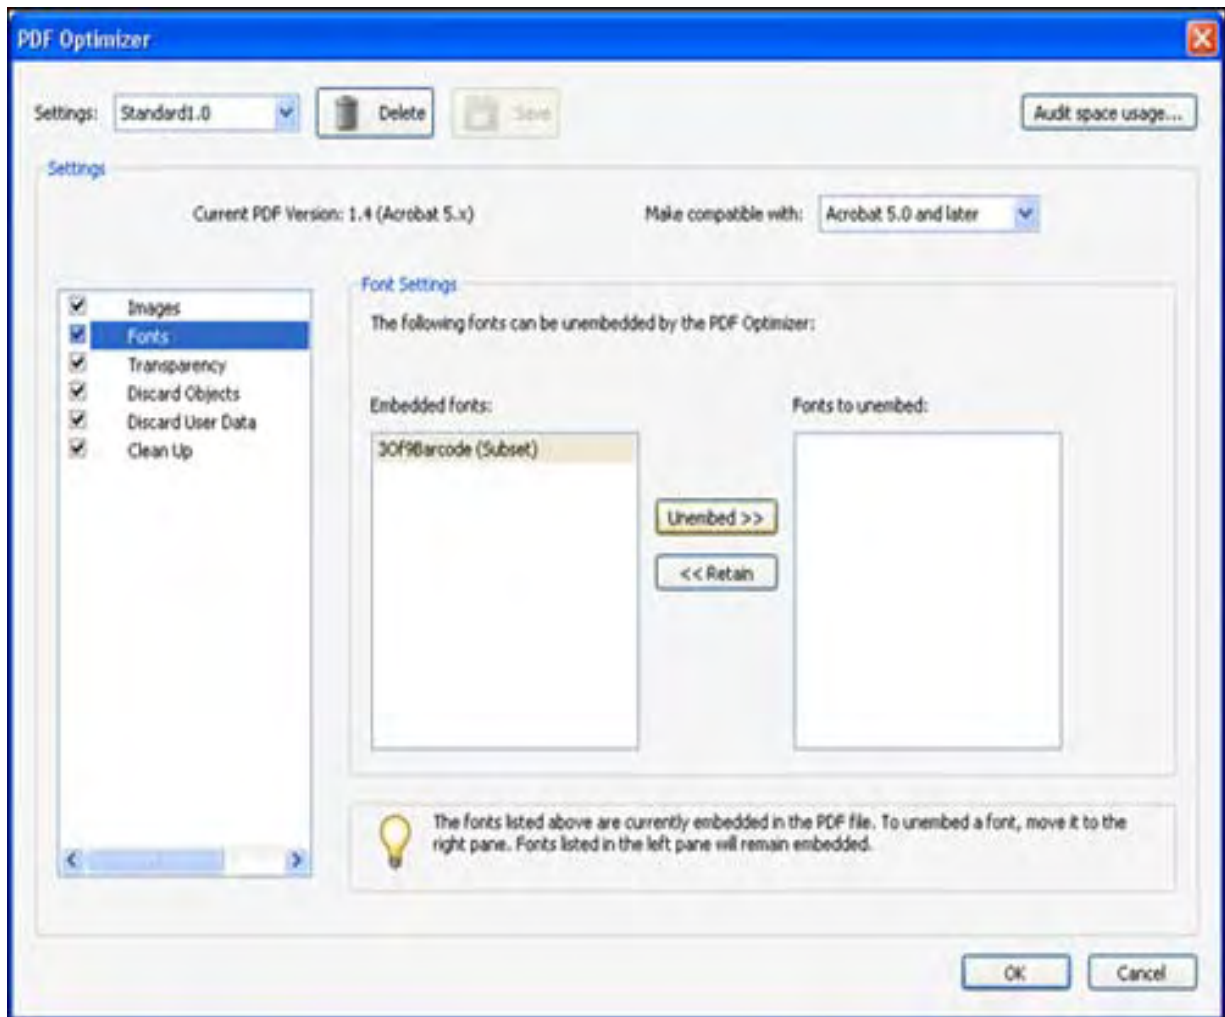 PDF Optimizer
Settings: Standard1.0 Delete Save Audit space usage...
Settings
Current PDF Version: 1.4 (Acrobat 5.x) Make compatible with: Acrobat 5.0 and later
Images
Fonts
Transparency
Discard Objects
Discard User Data
Clean Up
Font Settings
The following fonts can be unembedded by the PDF Optimizer:
Embedded fonts: Fonts to unembed:
3Of9Barcode (Subset)
Unembed >>
<< Retain
The fonts listed above are currently embedded in the PDF file. To unembed a font, move it to the
right pane. Fonts listed in the left pane will remain embedded.
OK Cancel